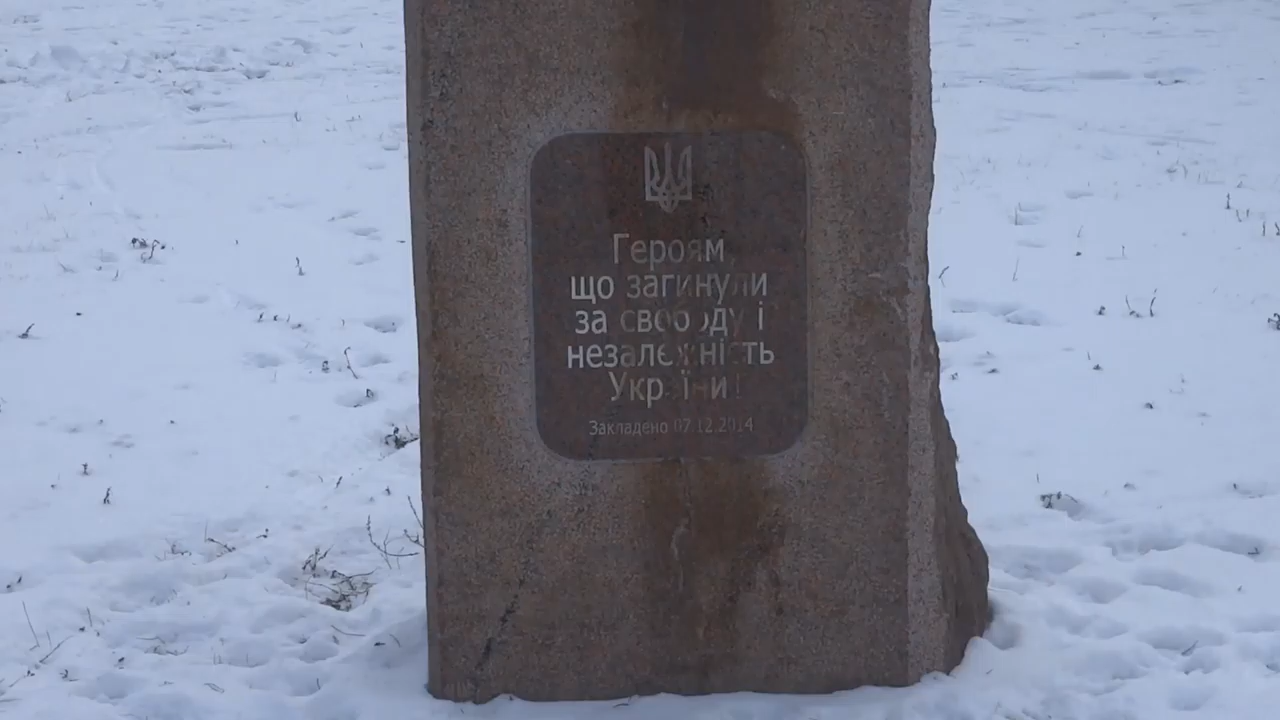 Героям,
що загинули
за свободу і
незалежність
України!
Закладено 07.12.2014